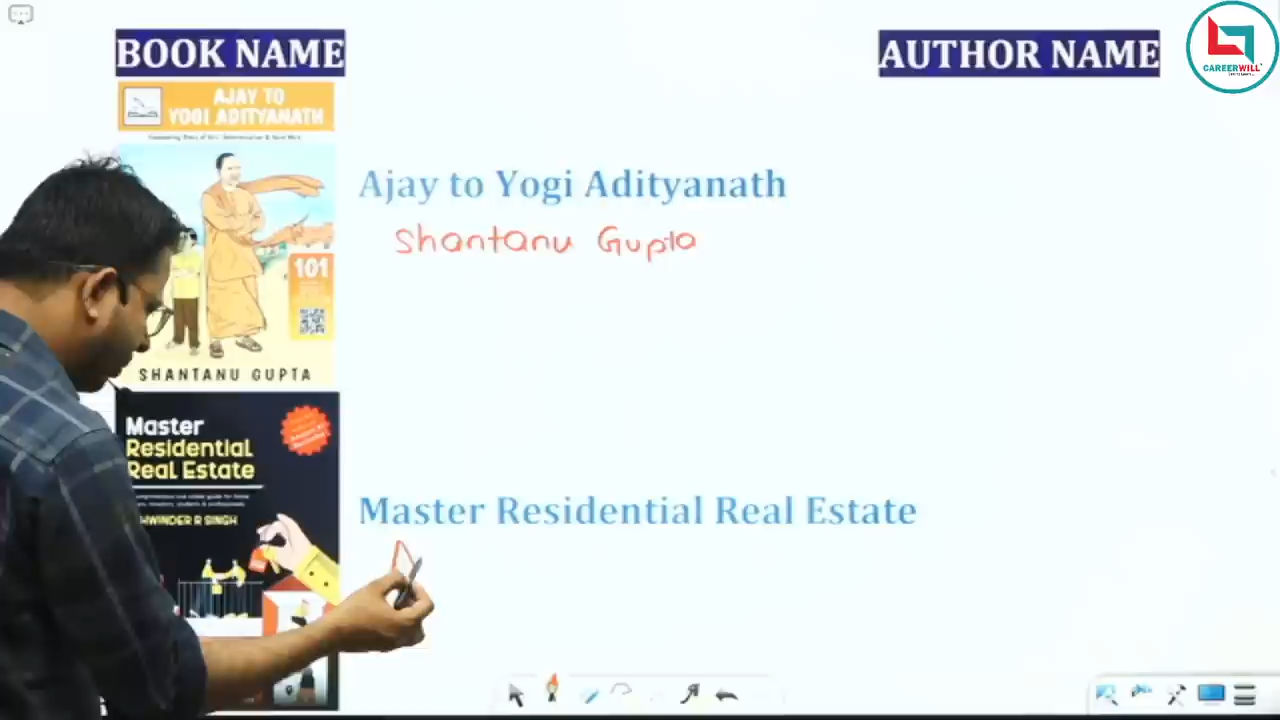 BOOK NAME
AUTHOR NAME
CAREERWILL
AJAY TO
YOGI ADITYANATH
Ajay to Yogi Adityanath
Shantanu Gupta
101
SHANTANU GUPTA
Master
Residential
Real Estate
R SINGH
Master Residential Real Estate